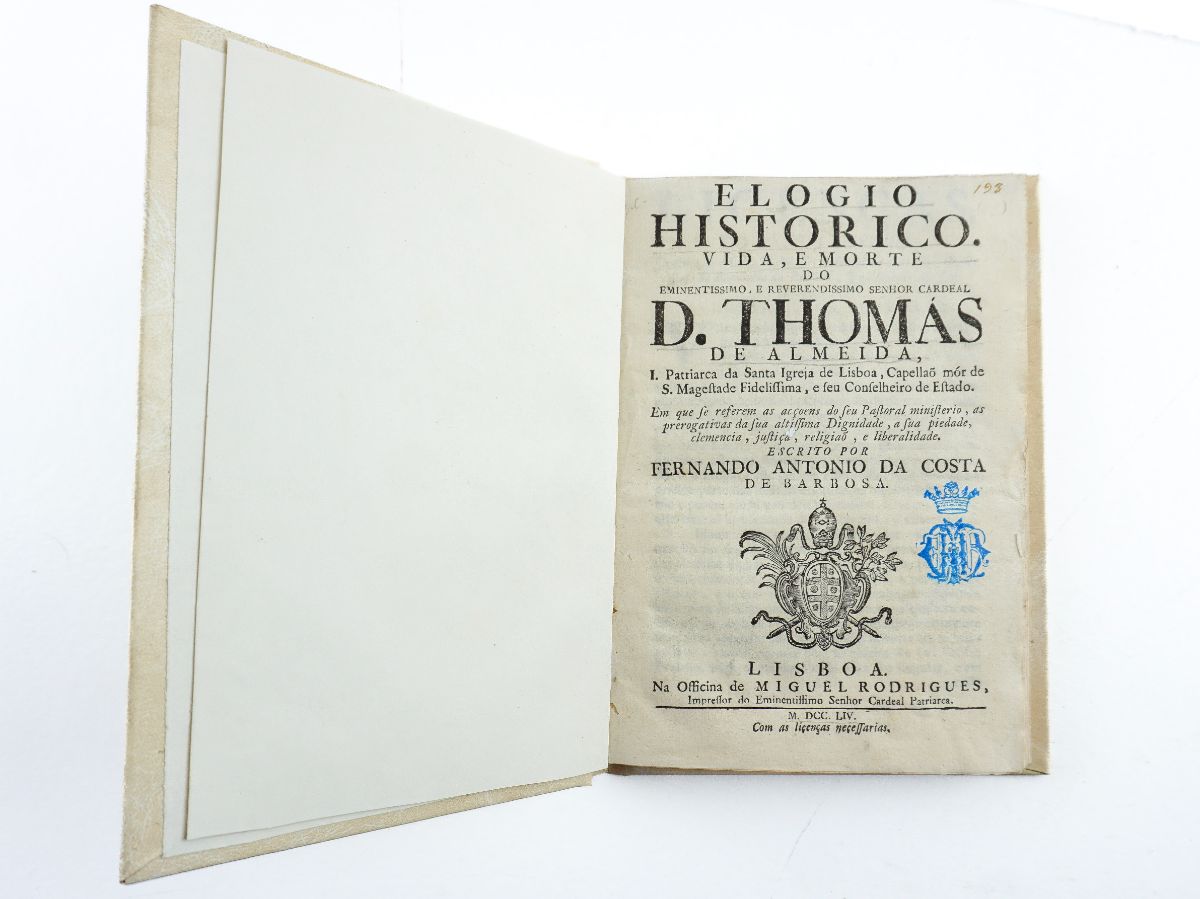 193
ELOGIO
HISTORICO.
VIDA, E MORTE
DO
EMINENTISSIMO, E REVERENDISSIMO SENHOR CARDEAL
D. THOMÁS
DE ALMEIDA,
I. Patriarca da Santa Igreja de Lisboa, Capellaõ mór de
S. Mageſtade Fideliſſima, e ſeu Conſelheiro de Eſtado.
Em que ſe referem as acçoens do ſeu Paſtoral miniſterio, as
prerogativas da ſua altiſſima Dignidade, a ſua piedade,
clemencia, juſtiça, religiaõ, e liberalidade.
ESCRITO POR
FERNANDO ANTONIO DA COSTA
DE BARBOSA.
LISBOA.
Na Officina de MIGUEL RODRIGUES,
Impreſſor do Eminentiſſimo Senhor Cardeal Patriarca.
M. DCC. LIV.
Com as liçenças neçeſſarias.